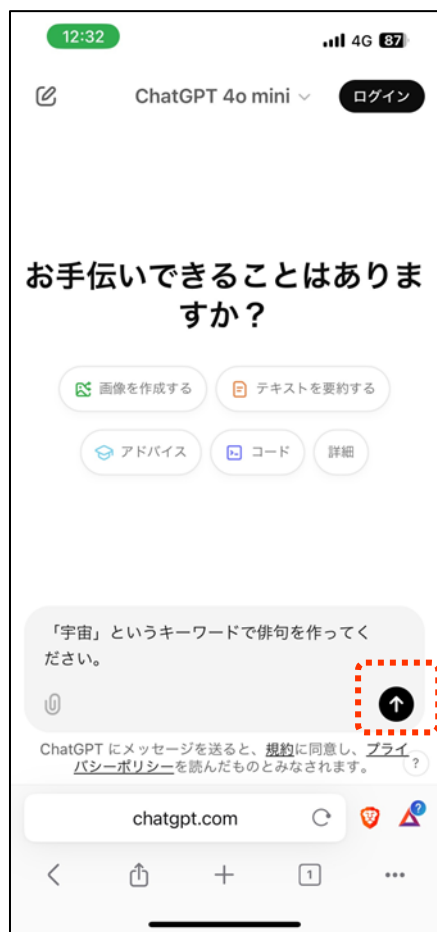 12:32
4G 87
ChatGPT 4o mini
ログイン
お手伝いできることはありま
すか？
画像を作成する
テキストを要約する
アドバイス
コード
詳細
「宇宙」というキーワードで俳句を作ってく
ださい。
ChatGPT にメッセージを送ると、規約に同意し、プライ
バシーポリシーを読んだものとみなされます。
?
chatgpt.com
?
1